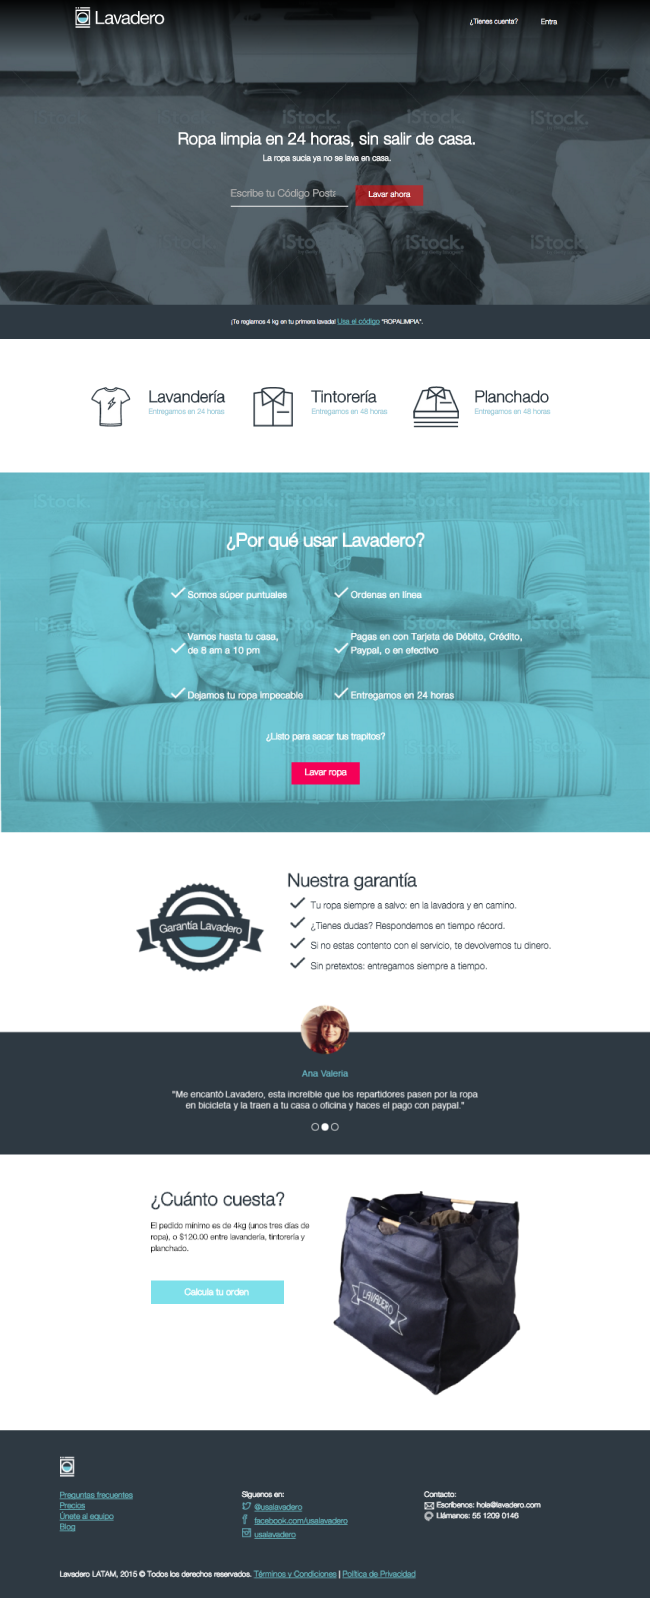 Lavadero
¿Tienes cuenta? Entra
iStock. iStock. iStock.
Ropa limpia en 24 horas, sin salir de casa.
La ropa sucia ya no se lava en casa.
Escribe tu Código Posta
Lavar ahora
iStock. iStock. iStock.
¡Te reglamos 4 kg en tu primera lavada! Usa el código "ROPALIMPIA".
Lavandería
Entregamos en 24 horas
Tintorería
Entregamos en 48 horas
Planchado
Entregamos en 48 horas
iStock. iStock. iStock. iStock. iStock.
¿Por qué usar Lavadero?
Somos súper puntuales
Ordenas en línea
Vamos hasta tu casa,
de 8 am a 10 pm
Pagas en con Tarjeta de Débito, Crédito,
Paypal, o en efectivo
Dejamos tu ropa impecable
Entregamos en 24 horas
¿Listo para sacar tus trapitos?
Lavar ropa
Garantía Lavadero
Nuestra garantía
Tu ropa siempre a salvo: en la lavadora y en camino.
¿Tienes dudas? Respondemos en tiempo récord.
Si no estas contento con el servicio, te devolvemos tu dinero.
Sin pretextos: entregamos siempre a tiempo.
Ana Valeria
"Me encantó Lavadero, esta increíble que los repartidores pasen por la ropa
en bicicleta y la traen a tu casa o oficina y haces el pago con paypal."
¿Cuánto cuesta?
El pedido mínimo es de 4kg (unos tres días de
ropa), o $120.00 entre lavandería, tintorería y
planchado.
Calcula tu orden
LAVADERO
Preguntas frecuentes
Precios
Únete al equipo
Blog
Síguenos en:
@usalavadero
facebook.com/usalavadero
usalavadero
Contacto:
Escríbenos: hola@lavadero.com
Llámanos: 55 1209 0146
Lavadero LATAM, 2015 © Todos los derechos reservados. Términos y Condiciones | Política de Privacidad